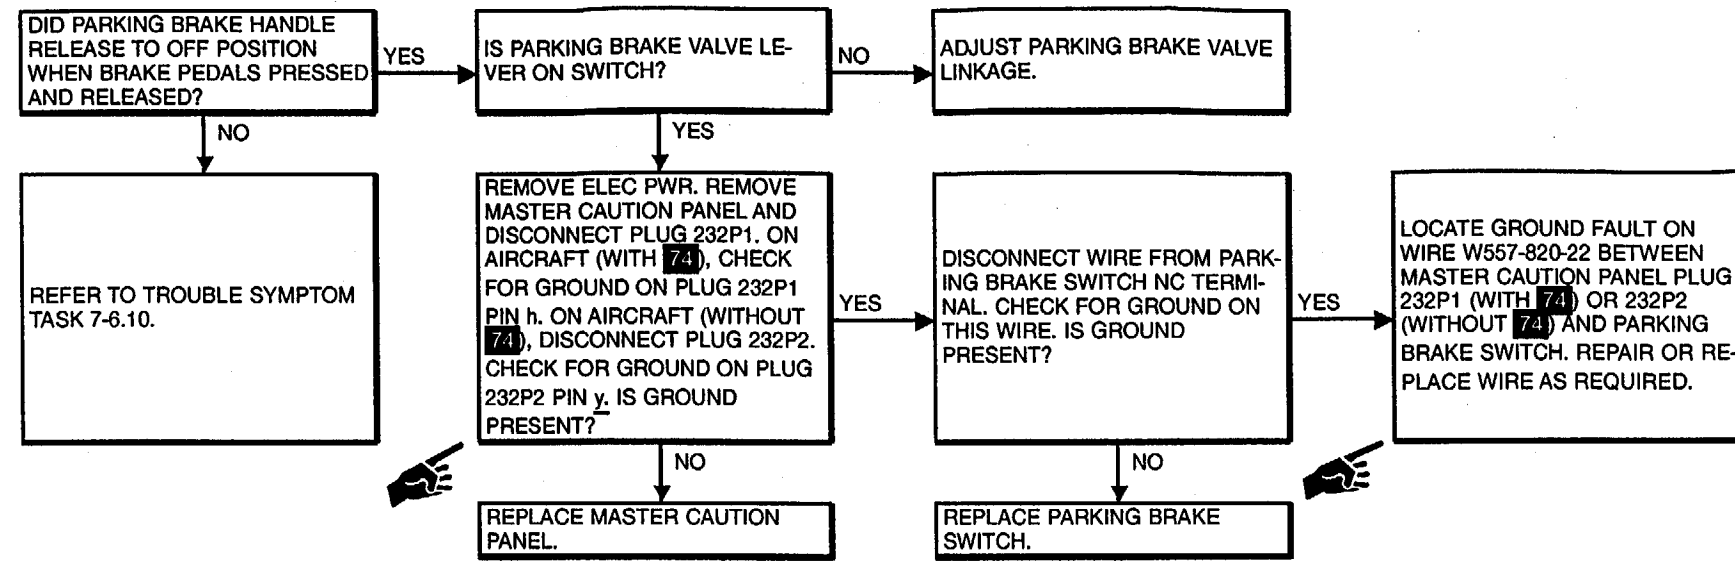 DID PARKING BRAKE HANDLE
RELEASE TO OFF POSITION
WHEN BRAKE PEDALS PRESSED
AND RELEASED?
YES
IS PARKING BRAKE VALVE LE-
VER ON SWITCH?
NO
ADJUST PARKING BRAKE VALVE
LINKAGE.
NO
YES
REFER TO TROUBLE SYMPTOM
TASK 7-6.10.
REMOVE ELEC PWR. REMOVE
MASTER CAUTION PANEL AND
DISCONNECT PLUG 232P1. ON
AIRCRAFT (WITH 74), CHECK
FOR GROUND ON PLUG 232P1
PIN h. ON AIRCRAFT (WITHOUT
74), DISCONNECT PLUG 232P2.
CHECK FOR GROUND ON PLUG
232P2 PIN y. IS GROUND
PRESENT?
YES
DISCONNECT WIRE FROM PARK-
ING BRAKE SWITCH NC TERMI-
NAL. CHECK FOR GROUND ON
THIS WIRE. IS GROUND
PRESENT?
YES
LOCATE GROUND FAULT ON
WIRE W557-820-22 BETWEEN
MASTER CAUTION PANEL PLUG
232P1 (WITH 74) OR 232P2
(WITHOUT 74) AND PARKING
BRAKE SWITCH. REPAIR OR RE-
PLACE WIRE AS REQUIRED.
NO
NO
REPLACE MASTER CAUTION
PANEL.
REPLACE PARKING BRAKE
SWITCH.